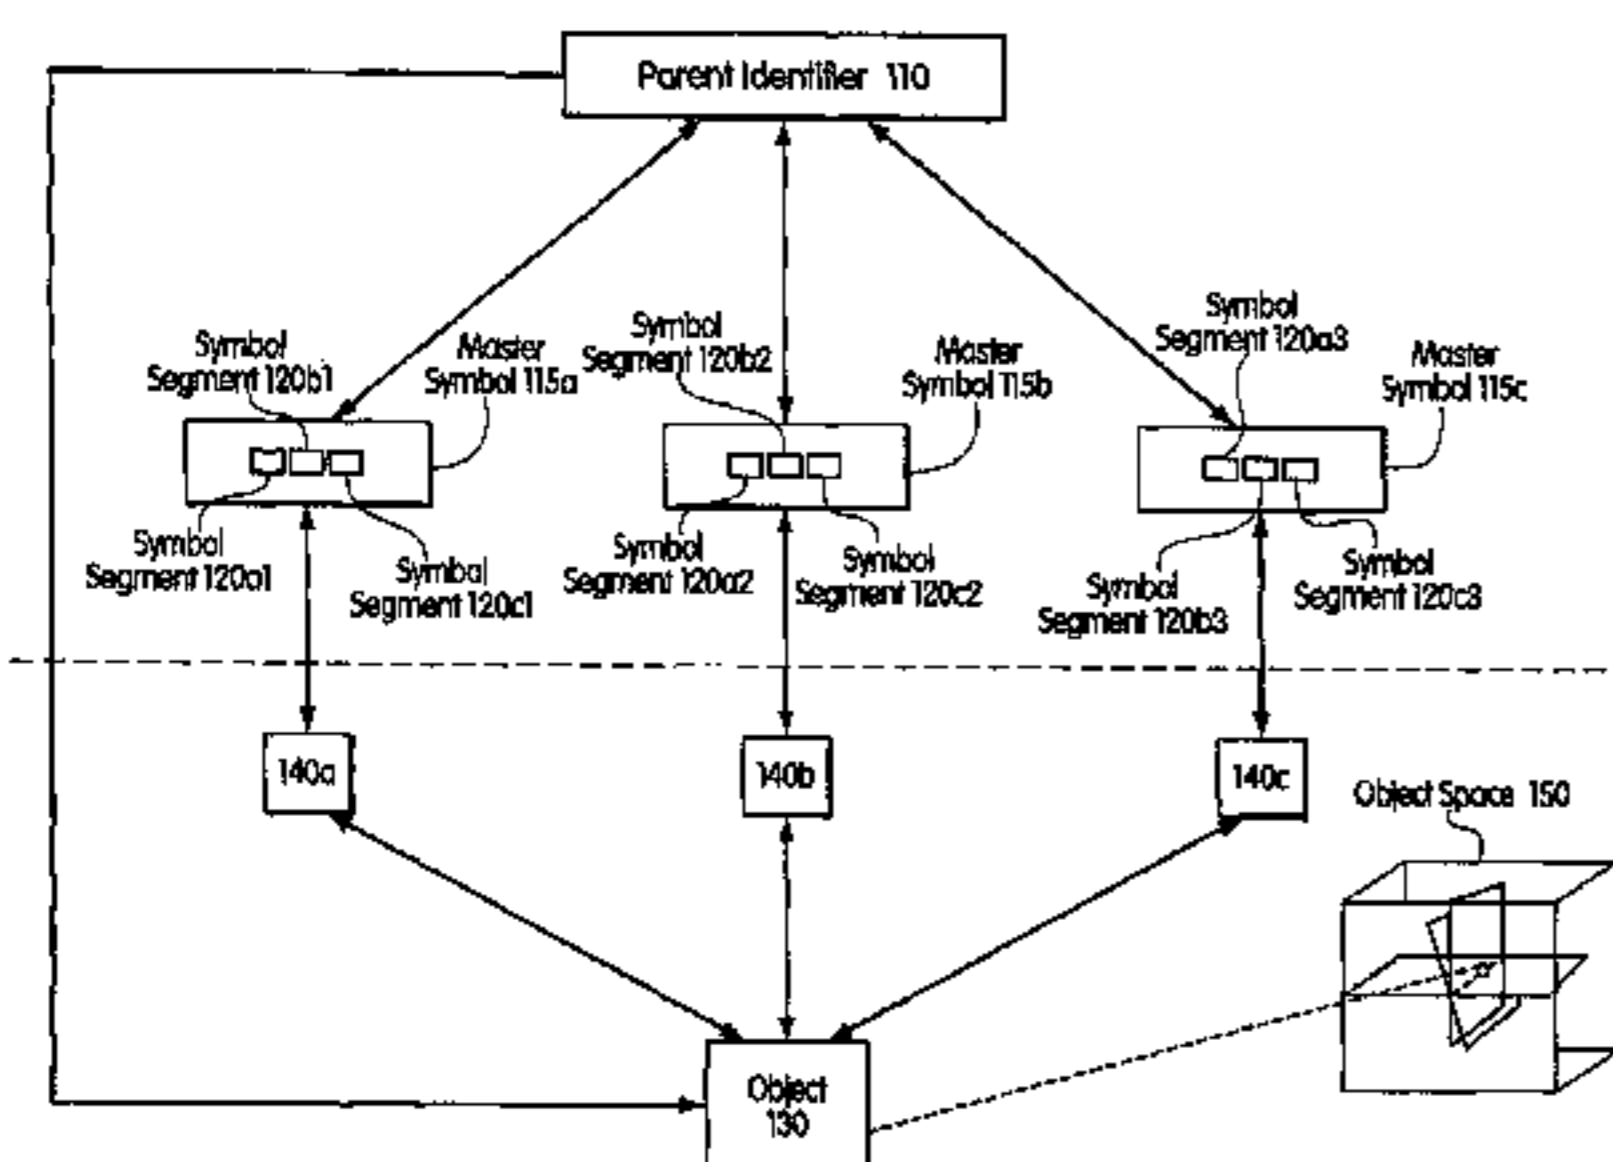 Parent Identifier 110
Symbol
Segment 120b1
Master
Symbol 115a
Symbol
Segment 120b2
Master
Symbol 115b
Symbol
Segment 120a3
Master
Symbol 115c
Symbol
Segment 120a1
Symbol
Segment 120c1
Symbol
Segment 120a2
Symbol
Segment 120c2
Symbol
Segment 120b3
Symbol
Segment 120c3
140a
140b
140c
Object Space 150
Object
130